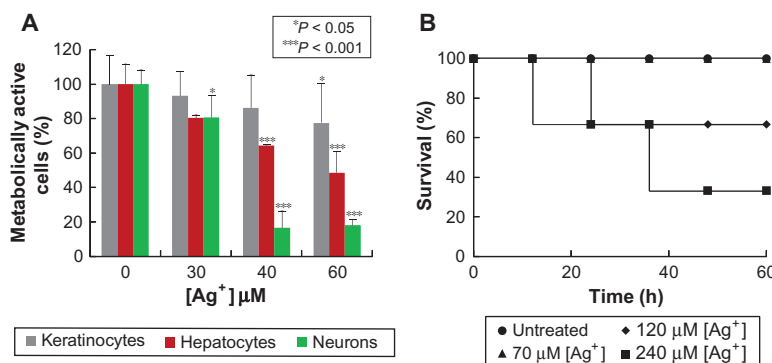 A
*P < 0.05
***P < 0.001
Metabolically active
cells (%)
120
100
80
60
40
20
0
*
***
***
*
***
***
0 30 40 60
[Ag⁺] μM
Keratinocytes Hepatocytes Neurons
B
Survival (%)
100
80
60
40
20
0
0 20 40 60
Time (h)
Untreated 120 μM [Ag⁺]
70 μM [Ag⁺] 240 μM [Ag⁺]